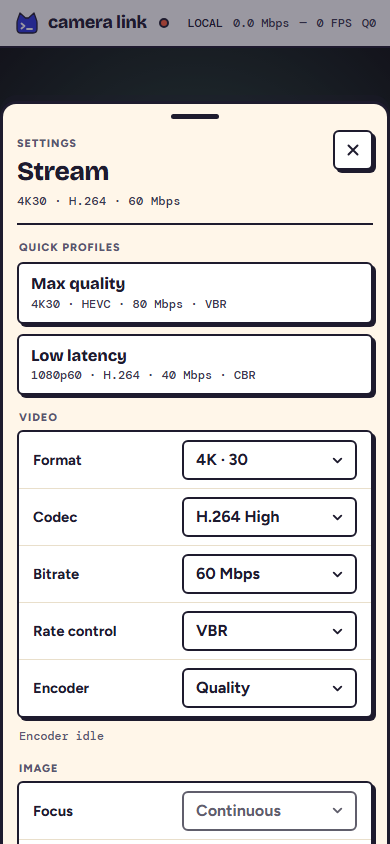 camera link LOCAL 0.0 Mbps — 0 FPS Q0
SETTINGS
Stream
4K30 · H.264 · 60 Mbps
QUICK PROFILES
Max quality
4K30 · HEVC · 80 Mbps · VBR
Low latency
1080p60 · H.264 · 40 Mbps · CBR
VIDEO
Format 4K · 30
Codec H.264 High
Bitrate 60 Mbps
Rate control VBR
Encoder Quality
Encoder idle
IMAGE
Focus Continuous